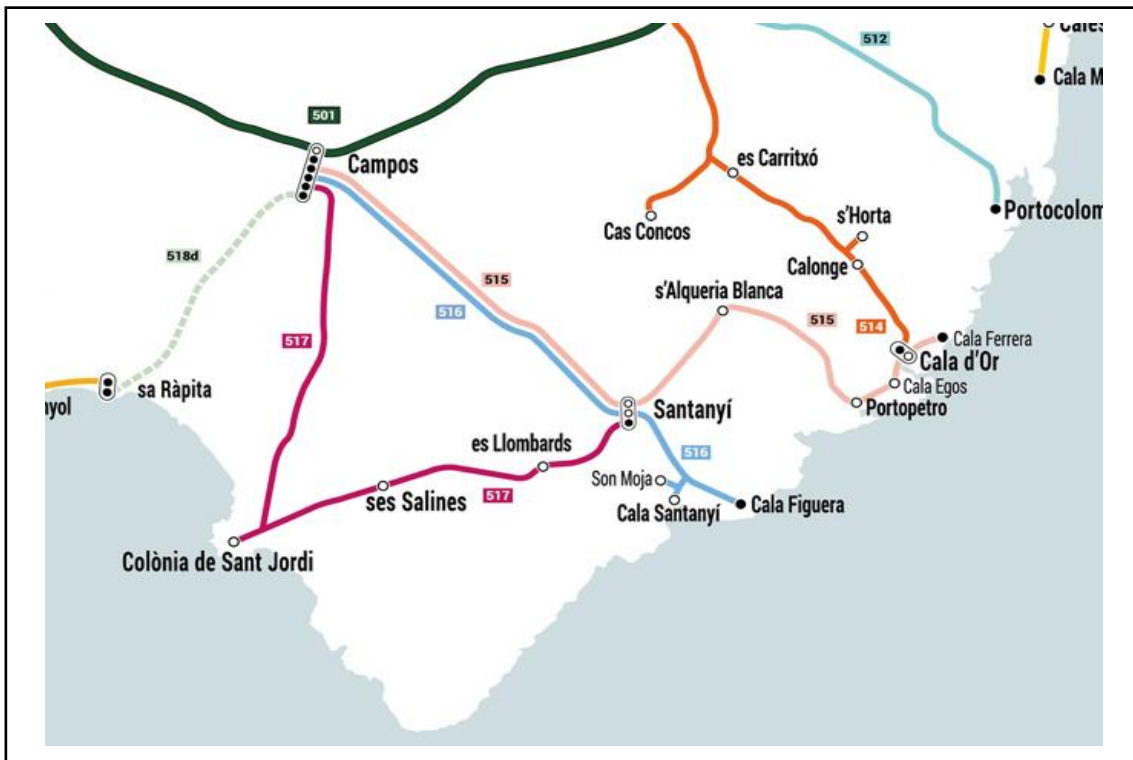 512
Cales
Cala M
501
Campos
es Carritxó
s'Horta
Portocolom
Cas Concos
518d
Calonge
515
s'Alqueria Blanca
516
515
514
Cala Ferrera
517
Cala d'Or
sa Ràpita
Cala Egos
nyol
Portopetro
Santanyí
es Llombards
516
Son Moja
ses Salines
517
Cala Santanyí
Cala Figuera
Colònia de Sant Jordi